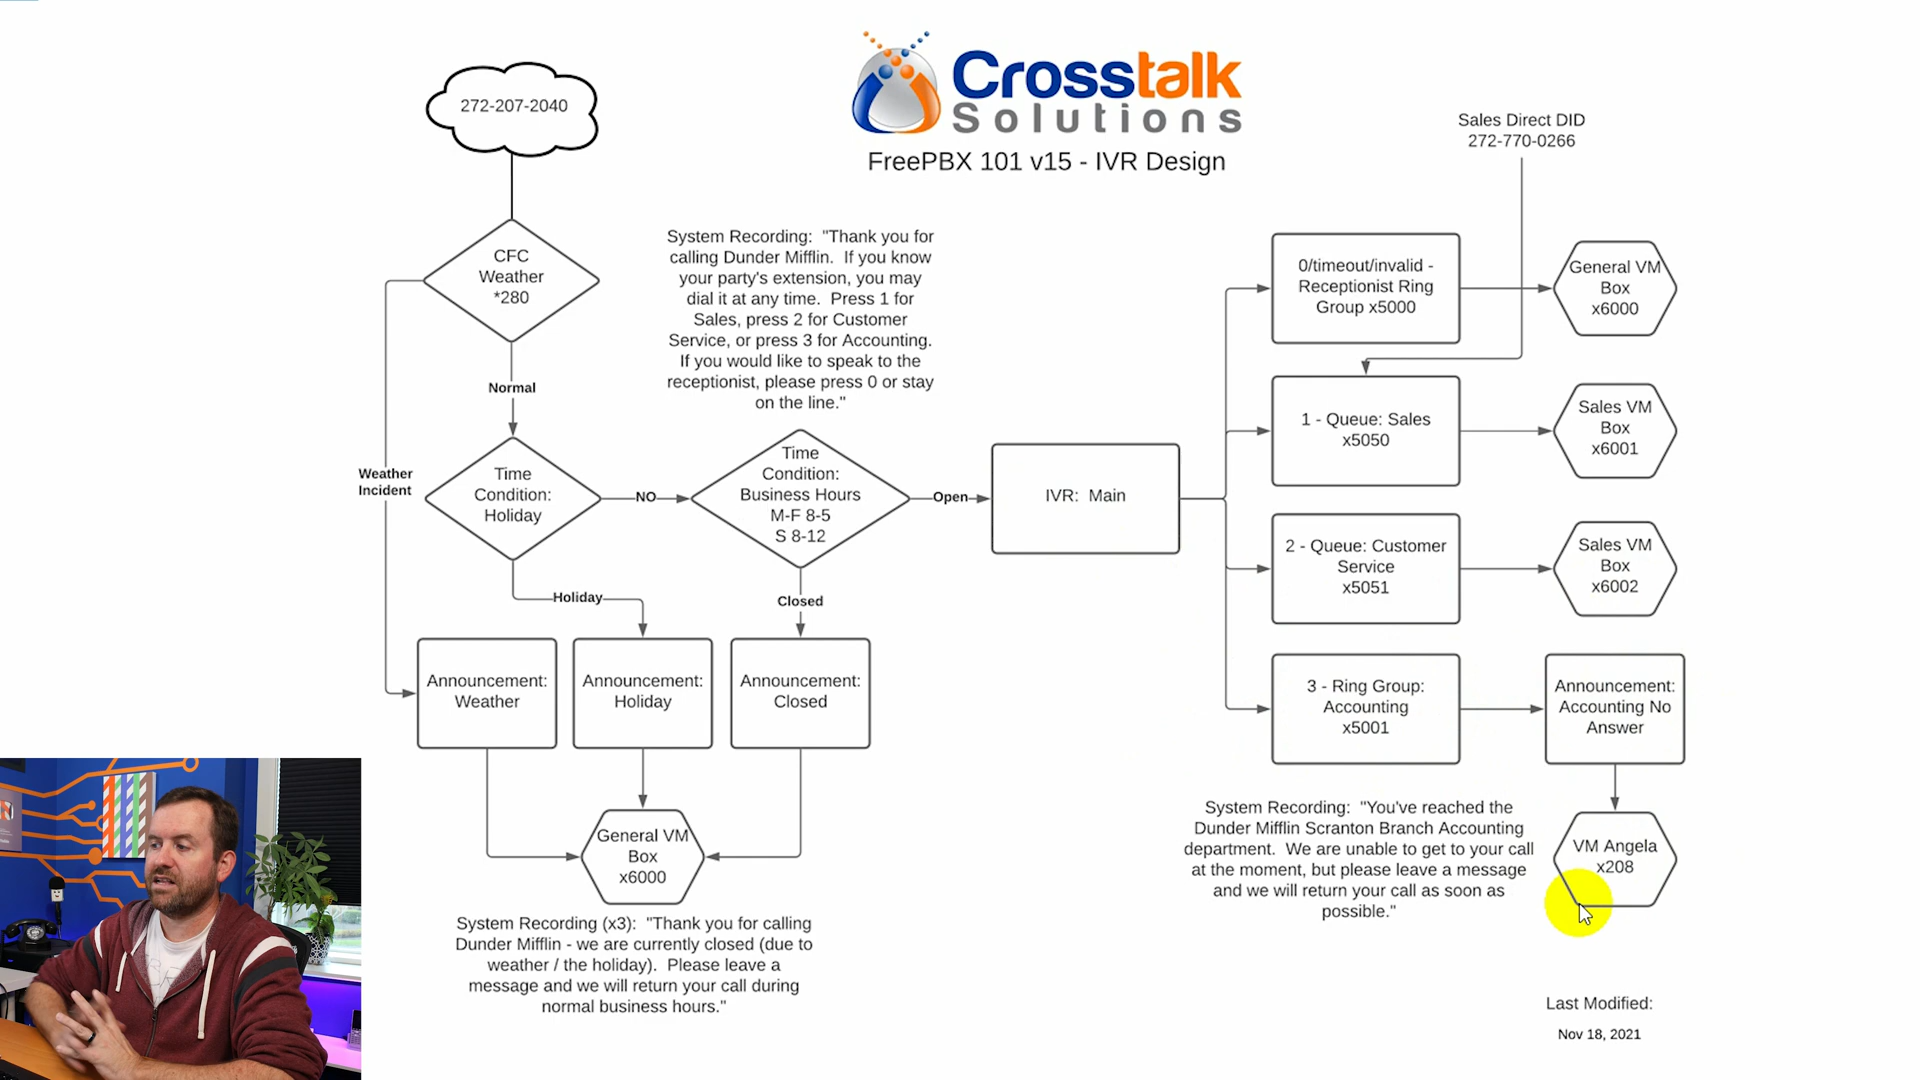 Crosstalk
Solutions
FreePBX 101 v15 - IVR Design
272-207-2040
CFC
Weather
*280
Normal
Weather
Incident
Time
Condition:
Holiday
NO
Holiday
System Recording:  "Thank you for
calling Dunder Mifflin.  If you know
your party's extension, you may
dial it at any time.  Press 1 for
Sales, press 2 for Customer
Service, or press 3 for Accounting.
If you would like to speak to the
receptionist, please press 0 or stay
on the line."
Time
Condition:
Business Hours
M-F 8-5
S 8-12
Open
Closed
Announcement:
Weather
Announcement:
Holiday
Announcement:
Closed
General VM
Box
x6000
System Recording (x3):  "Thank you for calling
Dunder Mifflin - we are currently closed (due to
weather / the holiday).  Please leave a
message and we will return your call during
normal business hours."
IVR:  Main
Sales Direct DID
272-770-0266
0/timeout/invalid -
Receptionist Ring
Group x5000
General VM
Box
x6000
1 - Queue: Sales
x5050
Sales VM
Box
x6001
2 - Queue: Customer
Service
x5051
Sales VM
Box
x6002
3 - Ring Group:
Accounting
x5001
Announcement:
Accounting No
Answer
System Recording:  "You've reached the
Dunder Mifflin Scranton Branch Accounting
department.  We are unable to get to your call
at the moment, but please leave a message
and we will return your call as soon as
possible."
VM Angela
x208
Last Modified:
Nov 18, 2021